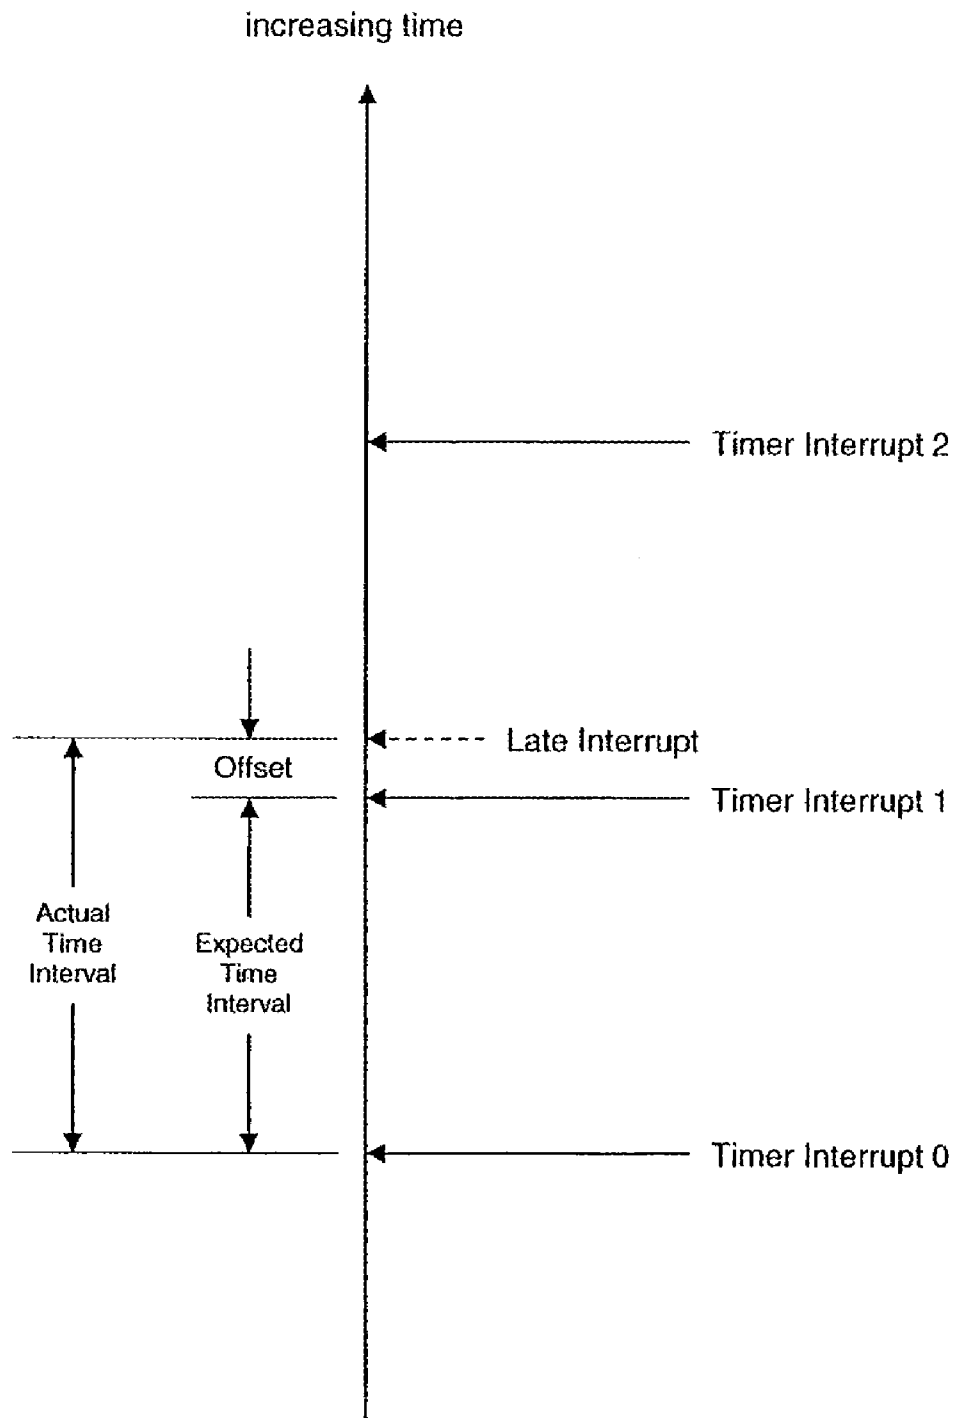 increasing time
Timer Interrupt 2
Late Interrupt
Offset
Timer Interrupt 1
Actual
Time
Interval
Expected
Time
Interval
Timer Interrupt 0